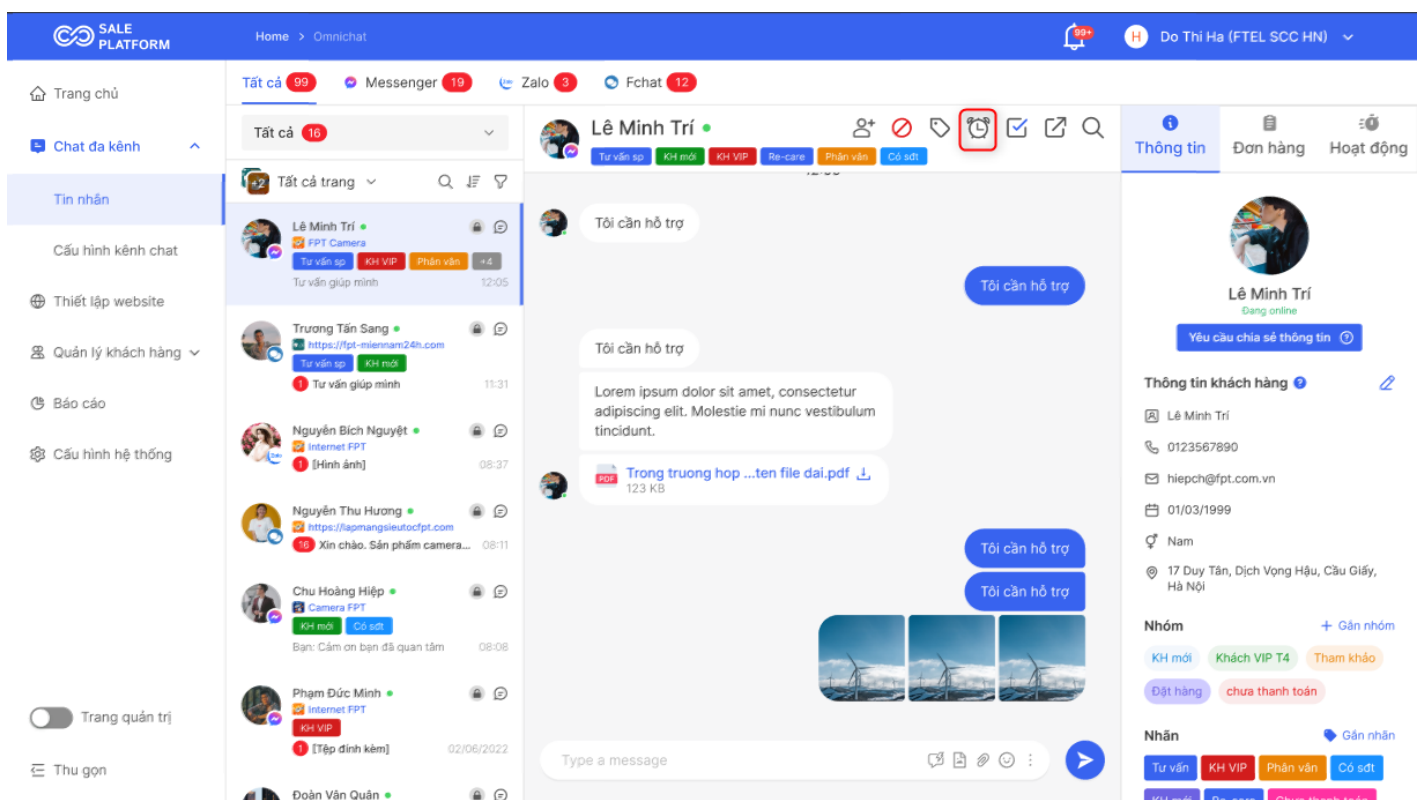 SALE
PLATFORM
Home > Omnichat
99+
H
Do Thi Ha (FTEL SCC HN)
Trang chủ
Chat đa kênh
Tin nhắn
Cấu hình kênh chat
Thiết lập website
Quản lý khách hàng
Báo cáo
Cấu hình hệ thống
Trang quản trị
Thu gọn
Tất cả 99
Messenger 19
Zalo 3
Fchat 12
Tất cả 16
+2 Tất cả trang
Lê Minh Trí
FPT Camera
Tư vấn sp KH VIP Phân vân +4
Tư vấn giúp mình 12:05
Trương Tấn Sang
https://fpt-miennam24h.com
Tư vấn sp KH mới
1 Tư vấn giúp mình 11:31
Nguyễn Bích Nguyệt
Internet FPT
1 [Hình ảnh] 08:37
Nguyễn Thu Hương
https://lapmangsieutocfpt.com
16 Xin chào. Sản phẩm camera... 08:11
Chu Hoàng Hiệp
Camera FPT
KH mới Có sđt
Bạn: Cám ơn bạn đã quan tâm 08:08
Phạm Đức Minh
Internet FPT
KH VIP
1 [Tệp đính kèm] 02/06/2022
Đoàn Văn Quân
Lê Minh Trí
Tư vấn sp KH mới KH VIP Re-care Phân vân Có sđt
Tôi cần hỗ trợ
Tôi cần hỗ trợ
Tôi cần hỗ trợ
Lorem ipsum dolor sit amet, consectetur
adipiscing elit. Molestie mi nunc vestibulum
tincidunt.
PDF
Trong truong hop ...ten file dai.pdf
123 KB
Tôi cần hỗ trợ
Tôi cần hỗ trợ
Type a message
Thông tin
Đơn hàng
Hoạt động
Lê Minh Trí
Đang online
Yêu cầu chia sẻ thông tin
Thông tin khách hàng
Lê Minh Trí
0123567890
hiepch@fpt.com.vn
01/03/1999
Nam
17 Duy Tân, Dịch Vọng Hậu, Cầu Giấy,
Hà Nội
Nhóm + Gắn nhóm
KH mới Khách VIP T4 Tham khảo
Đặt hàng chưa thanh toán
Nhãn Gắn nhãn
Tư vấn KH VIP Phân vân Có sđt
KH mới Re-care Chưa thanh toán